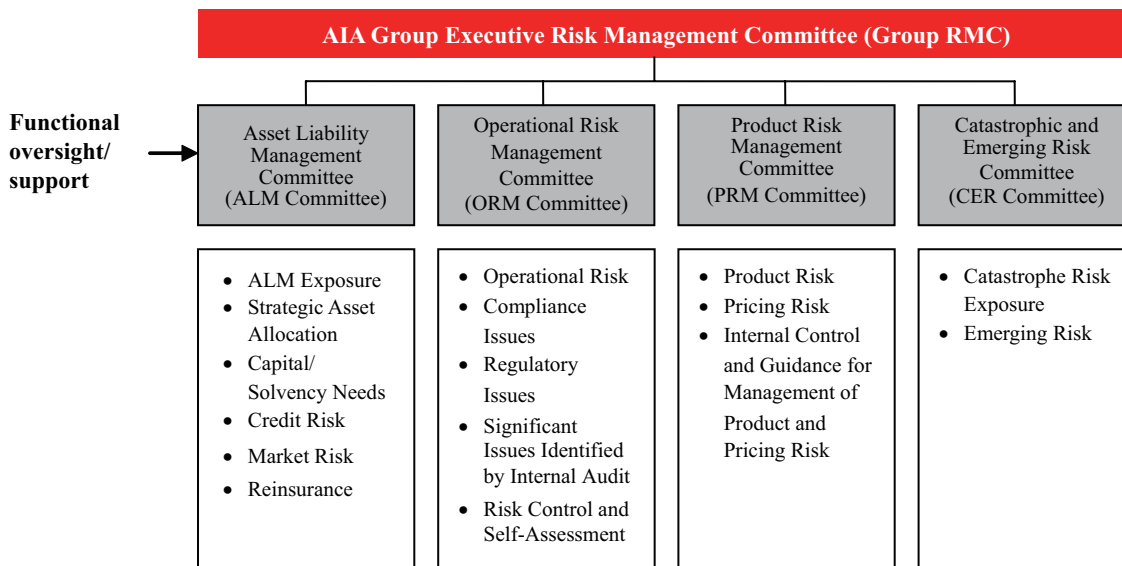 AIA Group Executive Risk Management Committee (Group RMC)
Functional
oversight/
support
Asset Liability
Management
Committee
(ALM Committee)
Operational Risk
Management
Committee
(ORM Committee)
Product Risk
Management
Committee
(PRM Committee)
Catastrophic and
Emerging Risk
Committee
(CER Committee)
• ALM Exposure
• Strategic Asset
Allocation
• Capital/
Solvency Needs
• Credit Risk
• Market Risk
• Reinsurance
• Operational Risk
• Compliance
Issues
• Regulatory
Issues
• Significant
Issues Identified
by Internal Audit
• Risk Control and
Self-Assessment
• Product Risk
• Pricing Risk
• Internal Control
and Guidance for
Management of
Product and
Pricing Risk
• Catastrophe Risk
Exposure
• Emerging Risk